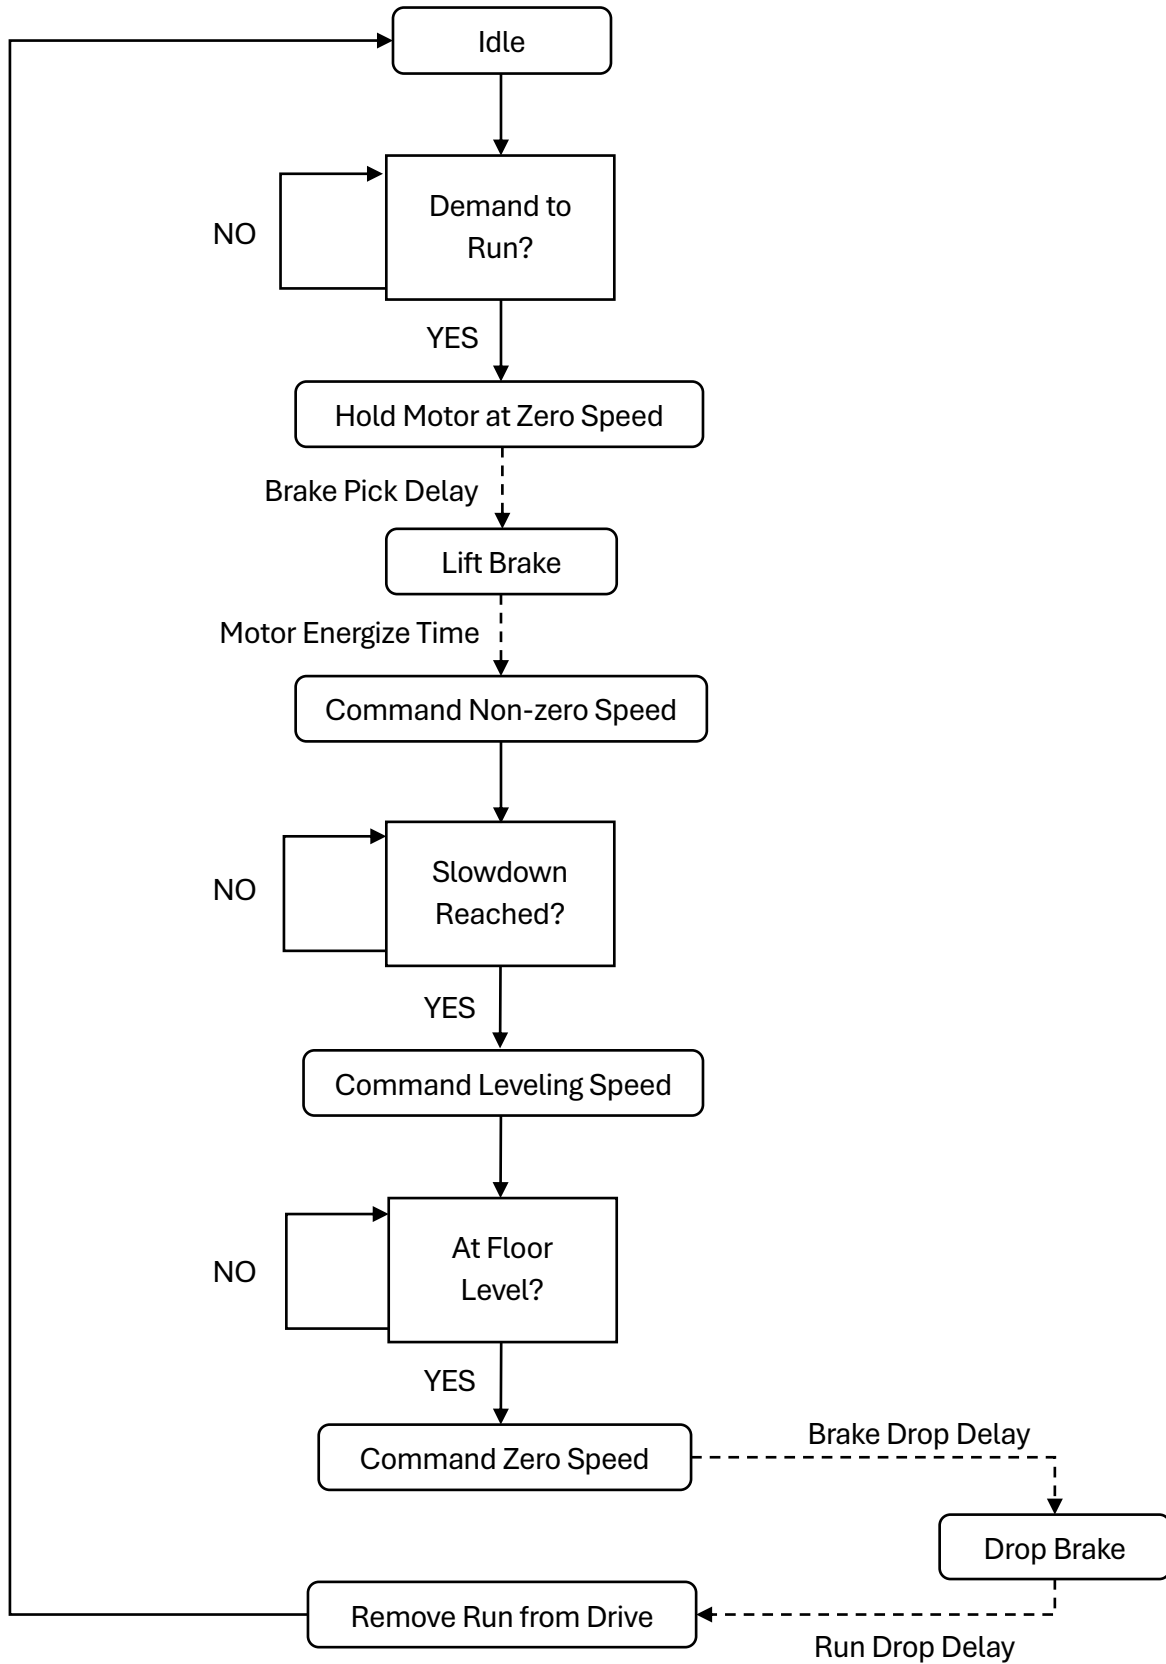 Idle
Demand to
Run?
NO
YES
Hold Motor at Zero Speed
Brake Pick Delay
Lift Brake
Motor Energize Time
Command Non-zero Speed
Slowdown
Reached?
NO
YES
Command Leveling Speed
At Floor
Level?
NO
YES
Command Zero Speed
Brake Drop Delay
Drop Brake
Run Drop Delay
Remove Run from Drive